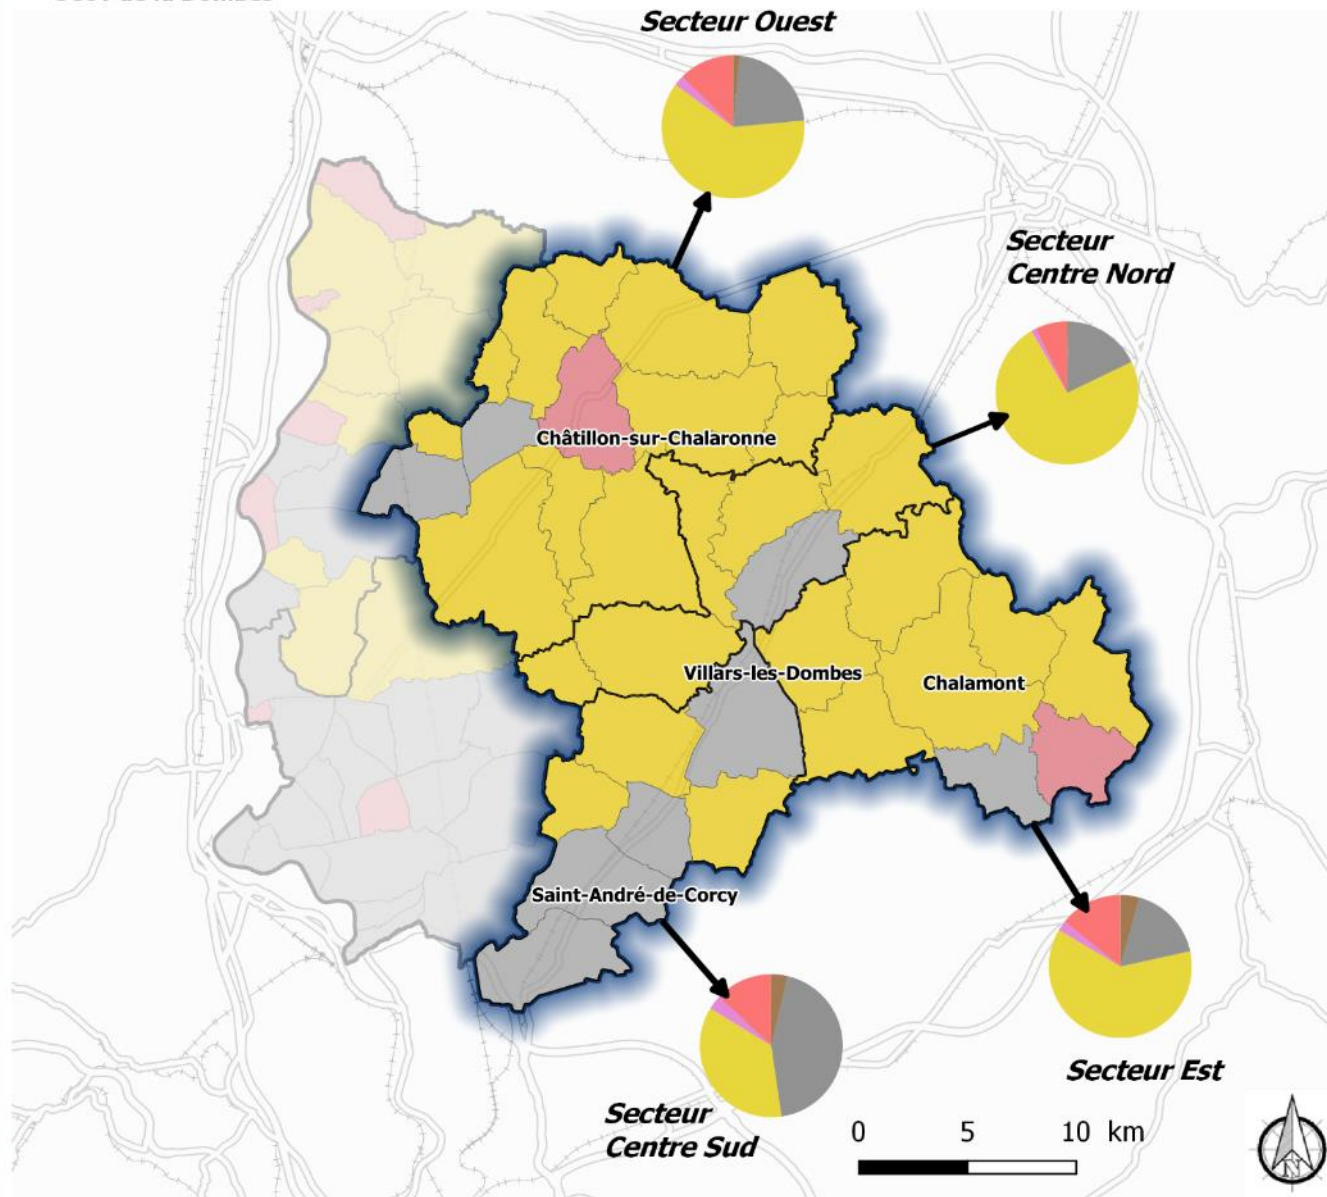 Secteur Ouest
Secteur
Centre Nord
Châtillon-sur-Chalaronne
Villars-les-Dombes
Chalamont
Saint-André-de-Corcy
Secteur Est
Secteur
Centre Sud
0 5 10 km
N